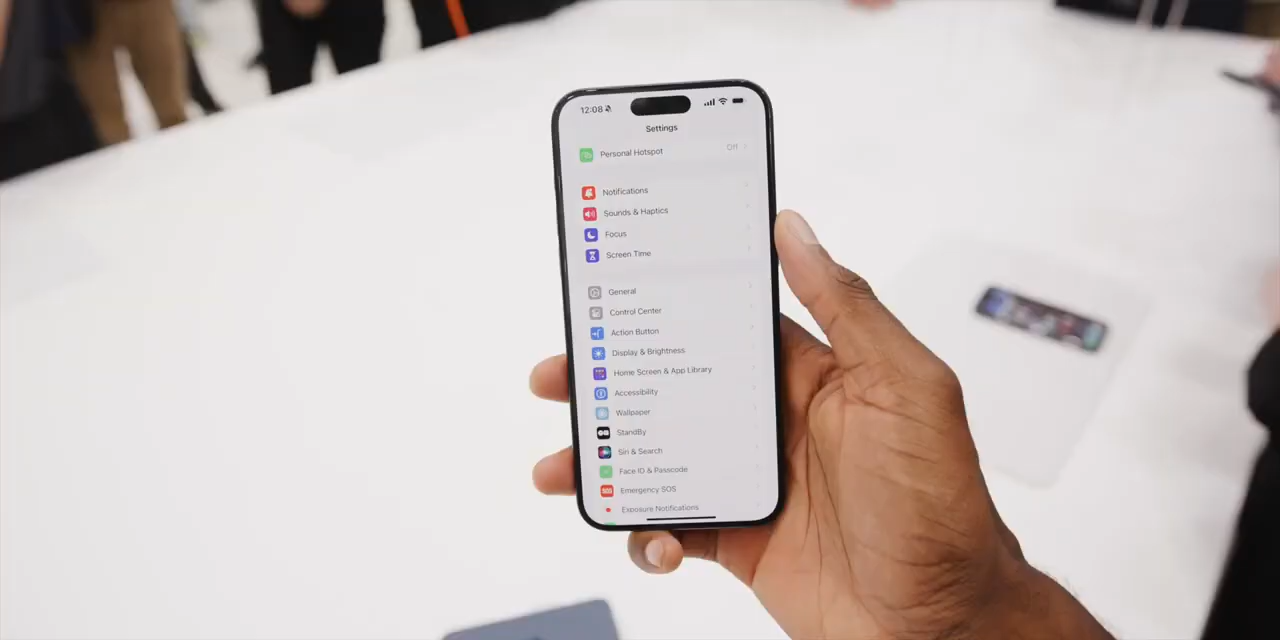 12:08
Settings
Personal Hotspot Off
Notifications
Sounds & Haptics
Focus
Screen Time
General
Control Center
Action Button
Display & Brightness
Home Screen & App Library
Accessibility
Wallpaper
StandBy
Siri & Search
Face ID & Passcode
SOS Emergency SOS
Exposure Notifications